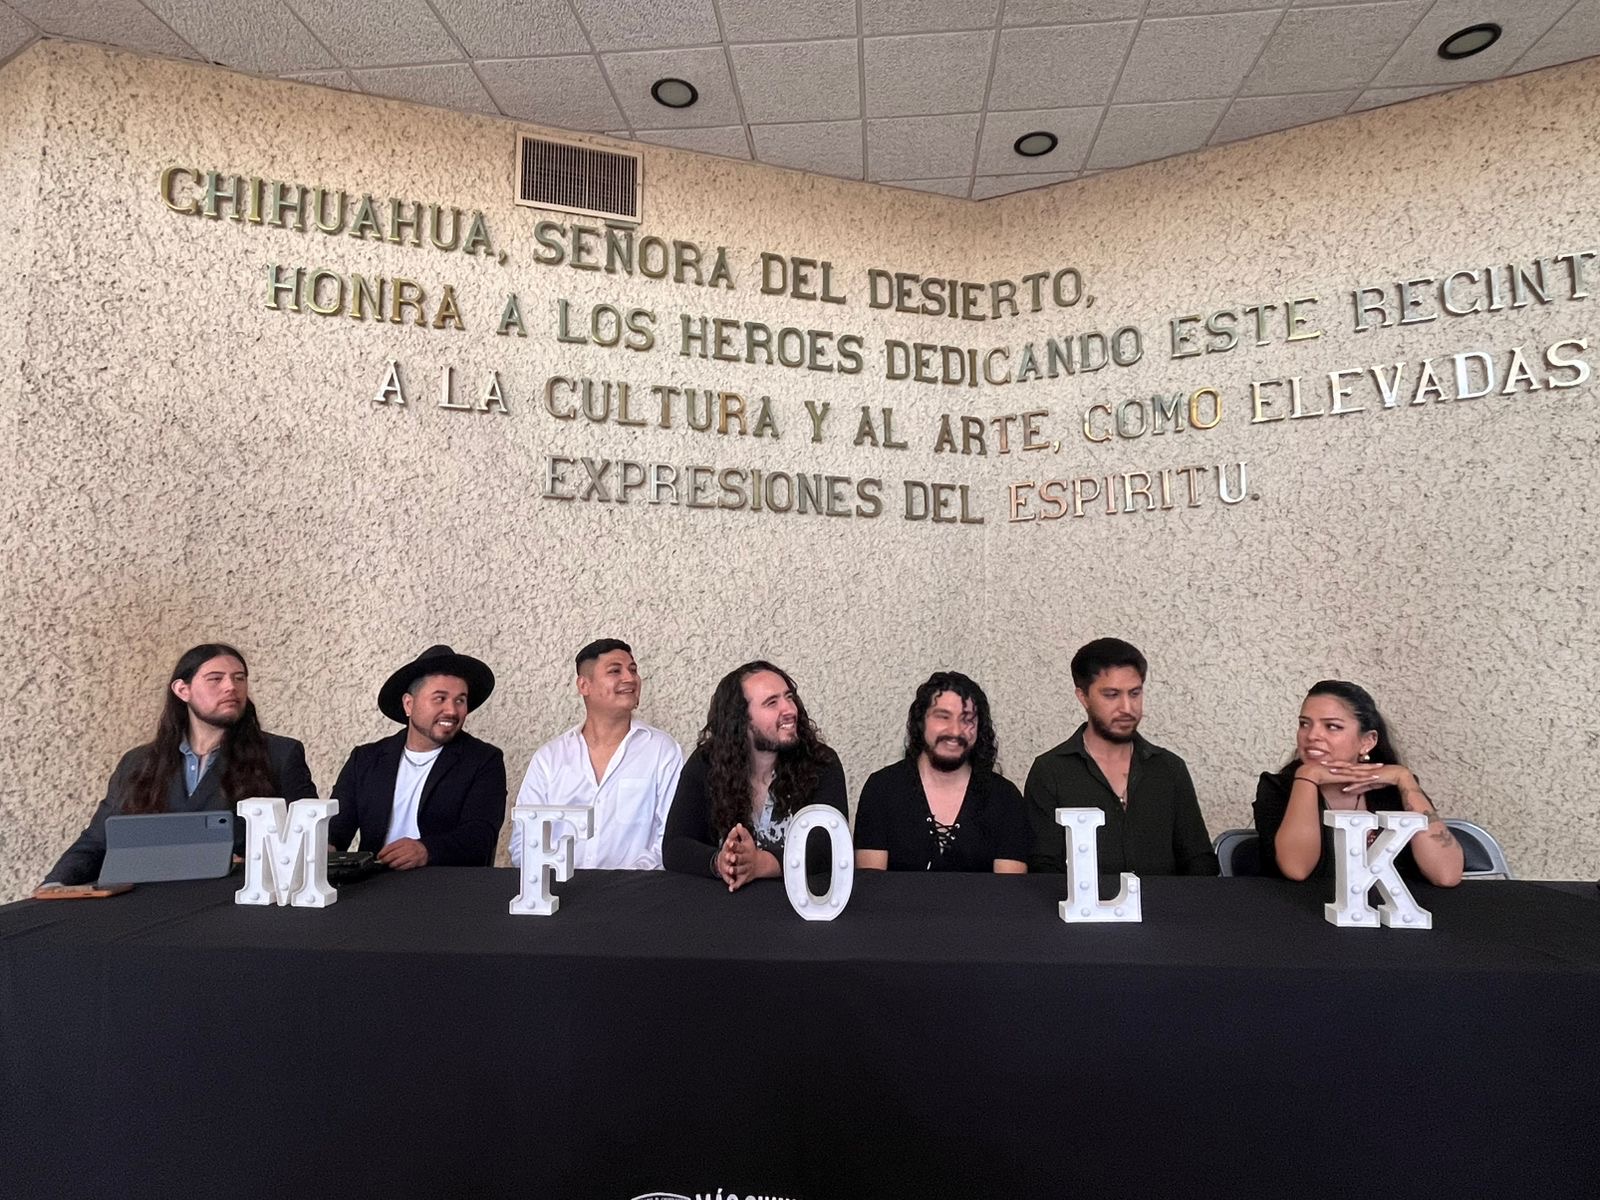 CHIHUAHUA, SEÑORA DEL DESIERTO,
HONRA A LOS HEROES DEDICANDO ESTE RECINT
A LA CULTURA Y AL ARTE, COMO ELEVADAS
EXPRESIONES DEL ESPIRITU.
M F O L K